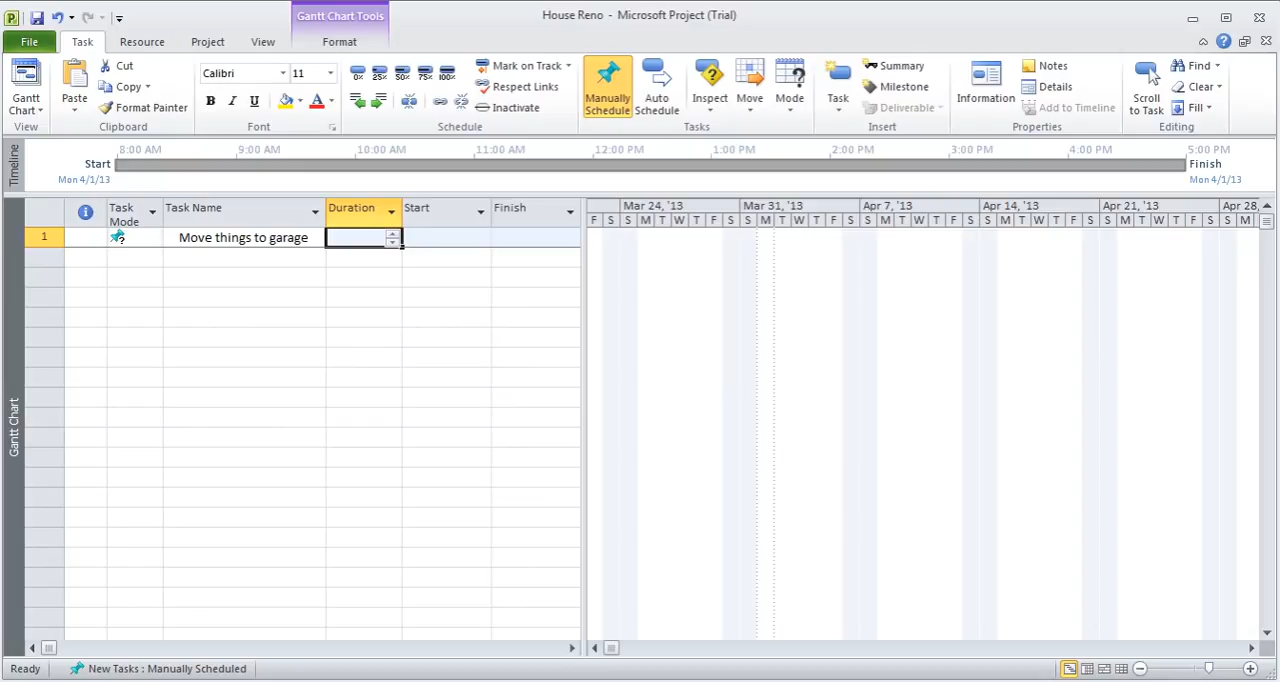 Gantt Chart Tools
House Reno - Microsoft Project (Trial)
File Task Resource Project View Format
Gantt Chart
View
Paste
Cut
Copy
Format Painter
Clipboard
Calibri 11
B I U A
Font
0% 25% 50% 75% 100%
Mark on Track
Respect Links
Inactivate
Schedule
Manually Schedule
Auto Schedule
Inspect Move Mode
Tasks
Task
Summary
Milestone
Deliverable
Insert
Information
Notes
Details
Add to Timeline
Properties
Scroll to Task
Find
Clear
Fill
Editing
Timeline
8:00 AM 9:00 AM 10:00 AM 11:00 AM 12:00 PM 1:00 PM 2:00 PM 3:00 PM 4:00 PM 5:00 PM
Start Finish
Mon 4/1/13 Mon 4/1/13
Task Mode Task Name Duration Start Finish
Mar 24, '13 Mar 31, '13 Apr 7, '13 Apr 14, '13 Apr 21, '13 Apr 28,
F S S M T W T F S S M T W T F S S M T W T F S S M T W T F S S M T W T F S S M
1 Move things to garage
Gantt Chart
Ready New Tasks : Manually Scheduled